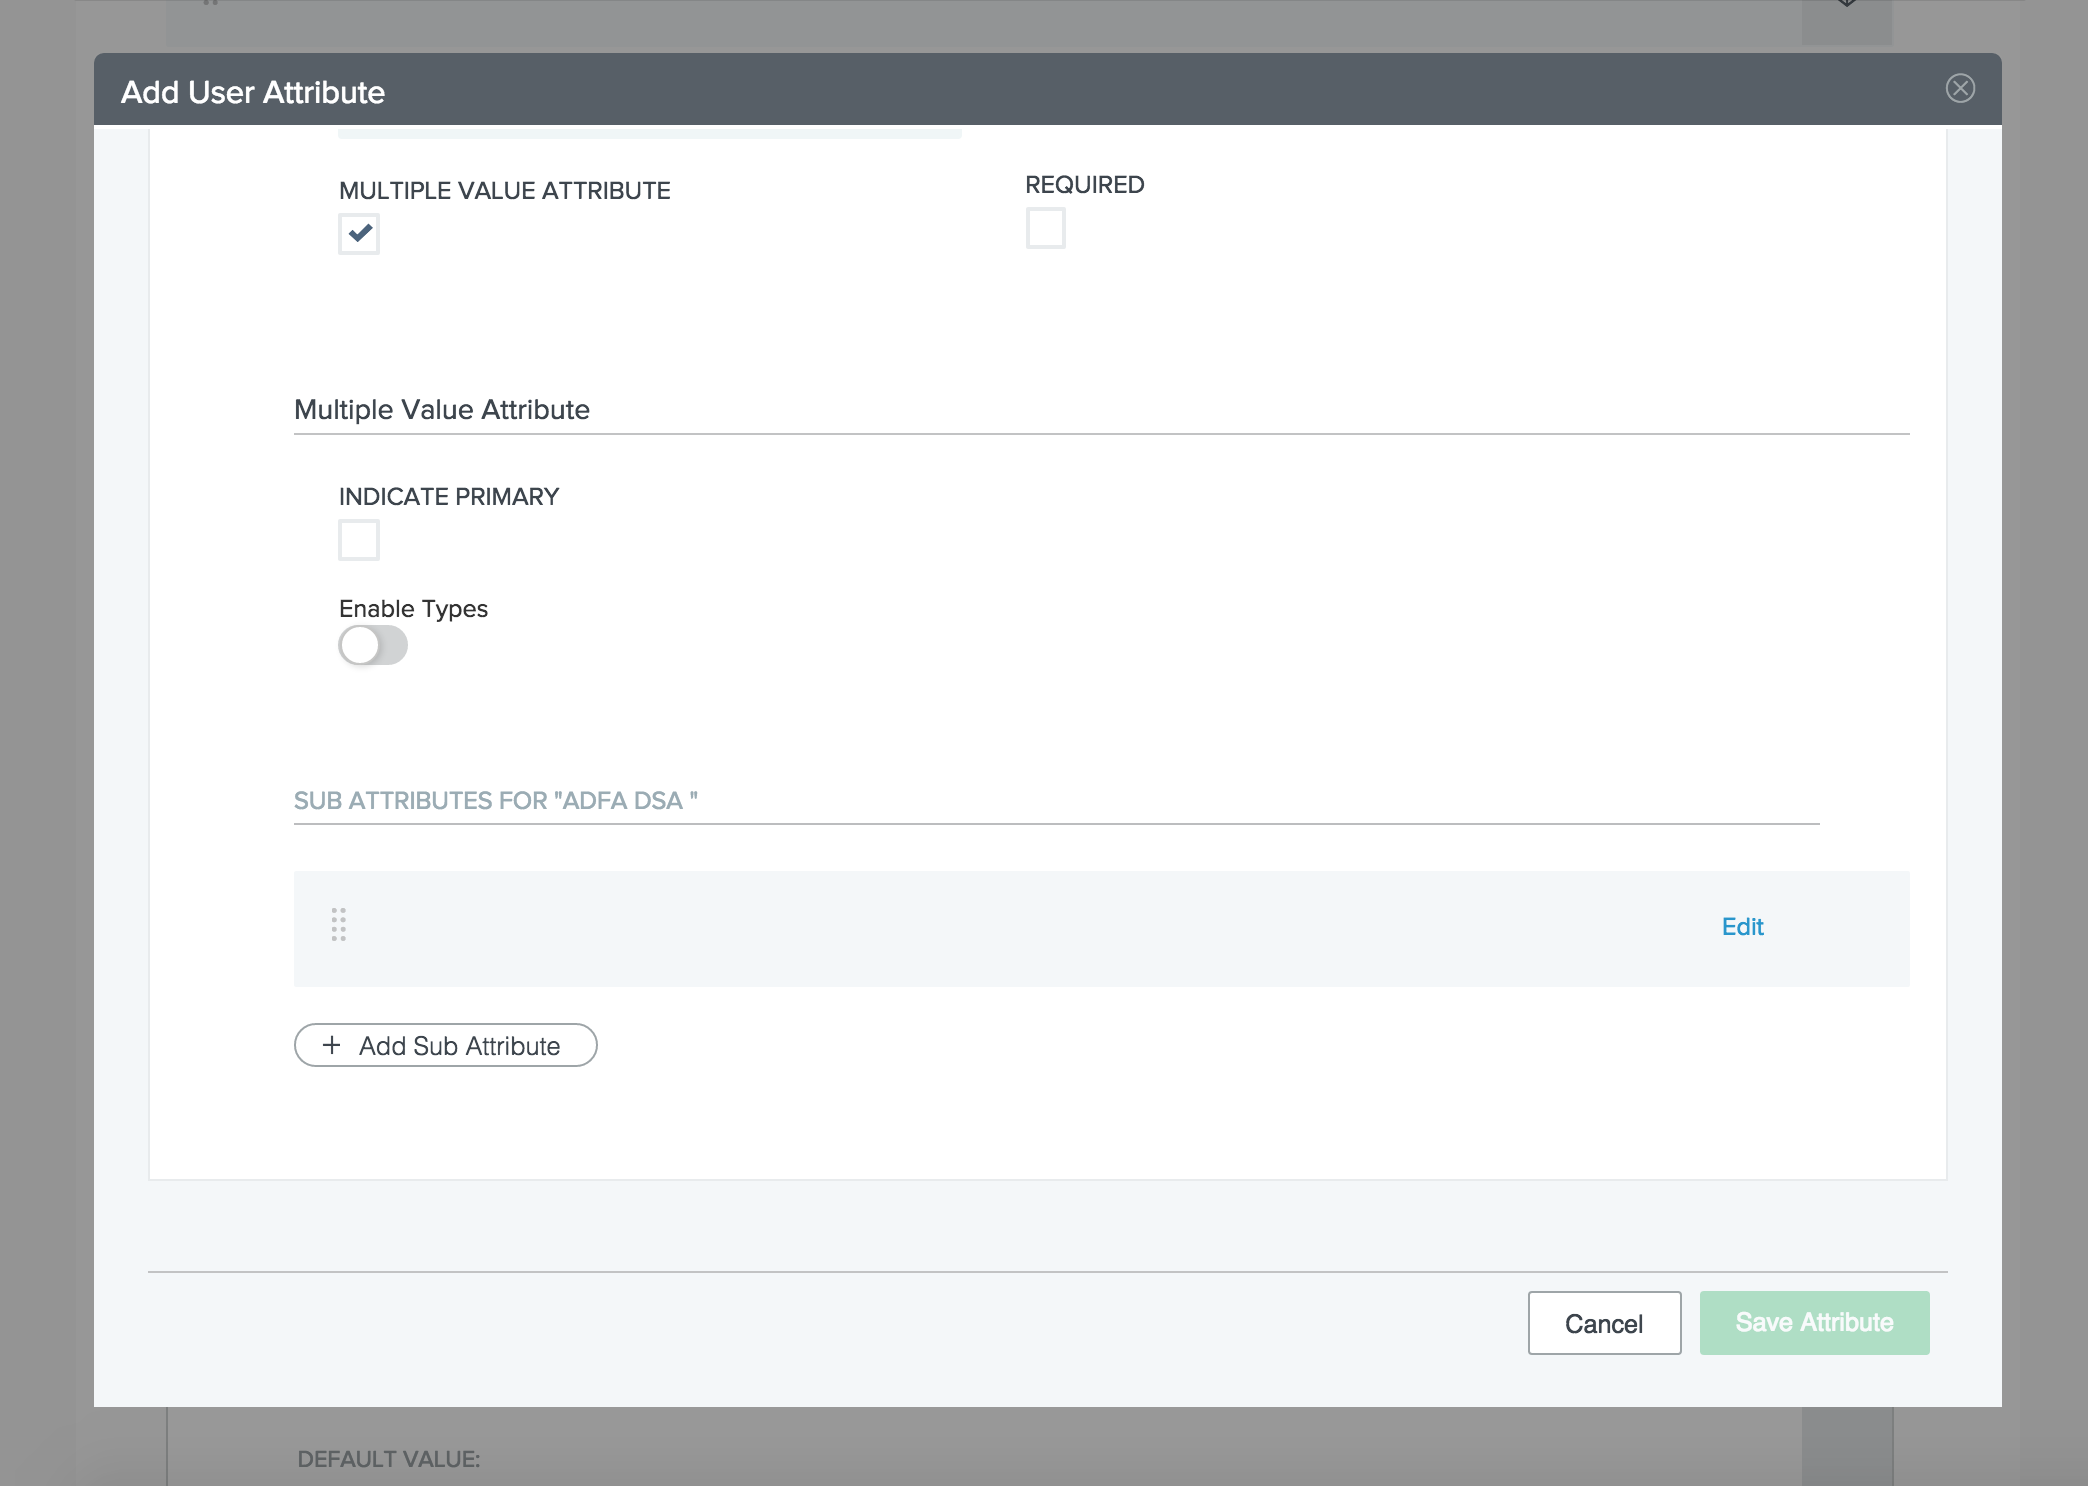 Add User Attribute
MULTIPLE VALUE ATTRIBUTE
REQUIRED
Multiple Value Attribute
INDICATE PRIMARY
Enable Types
SUB ATTRIBUTES FOR "ADFA DSA "
Edit
+ Add Sub Attribute
Cancel
Save Attribute
DEFAULT VALUE: